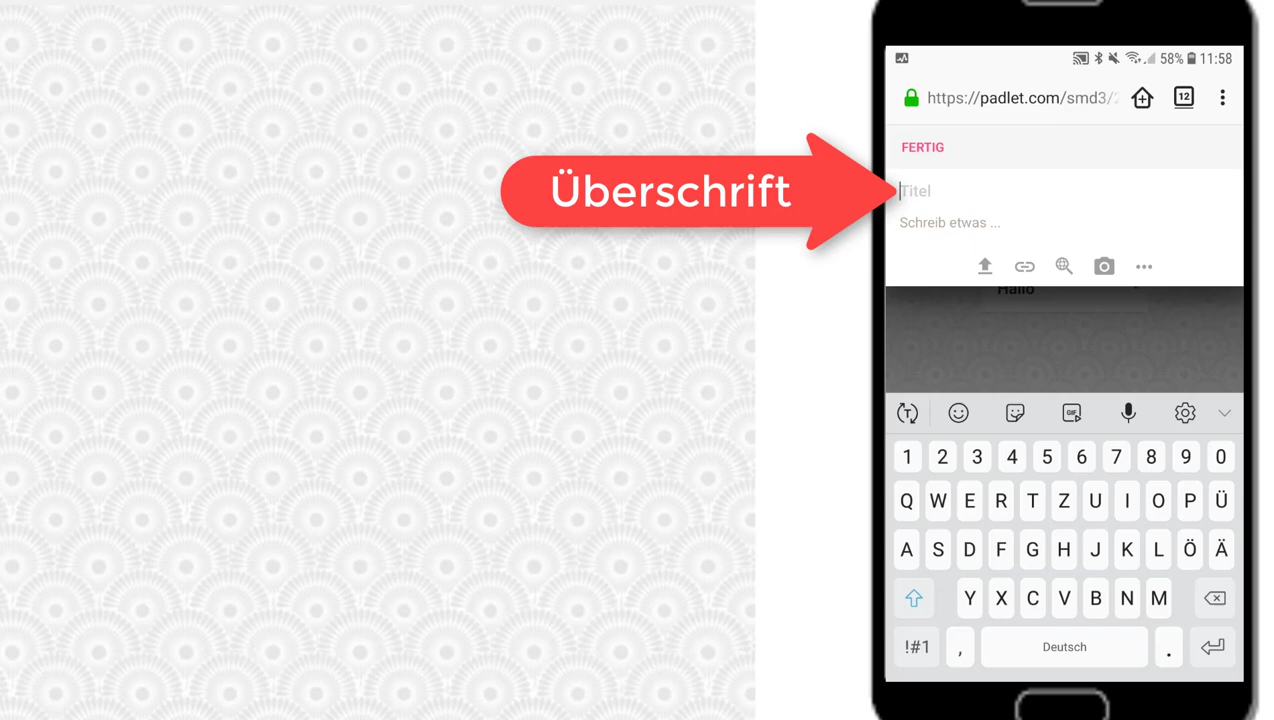 Überschrift
58% 11:58
https://padlet.com/smd3/
12
FERTIG
Titel
Schreib etwas ...
Hallo
T GIF
1 2 3 4 5 6 7 8 9 0
Q W E R T Z U I O P Ü
A S D F G H J K L Ö Ä
Y X C V B N M
!#1 , Deutsch .